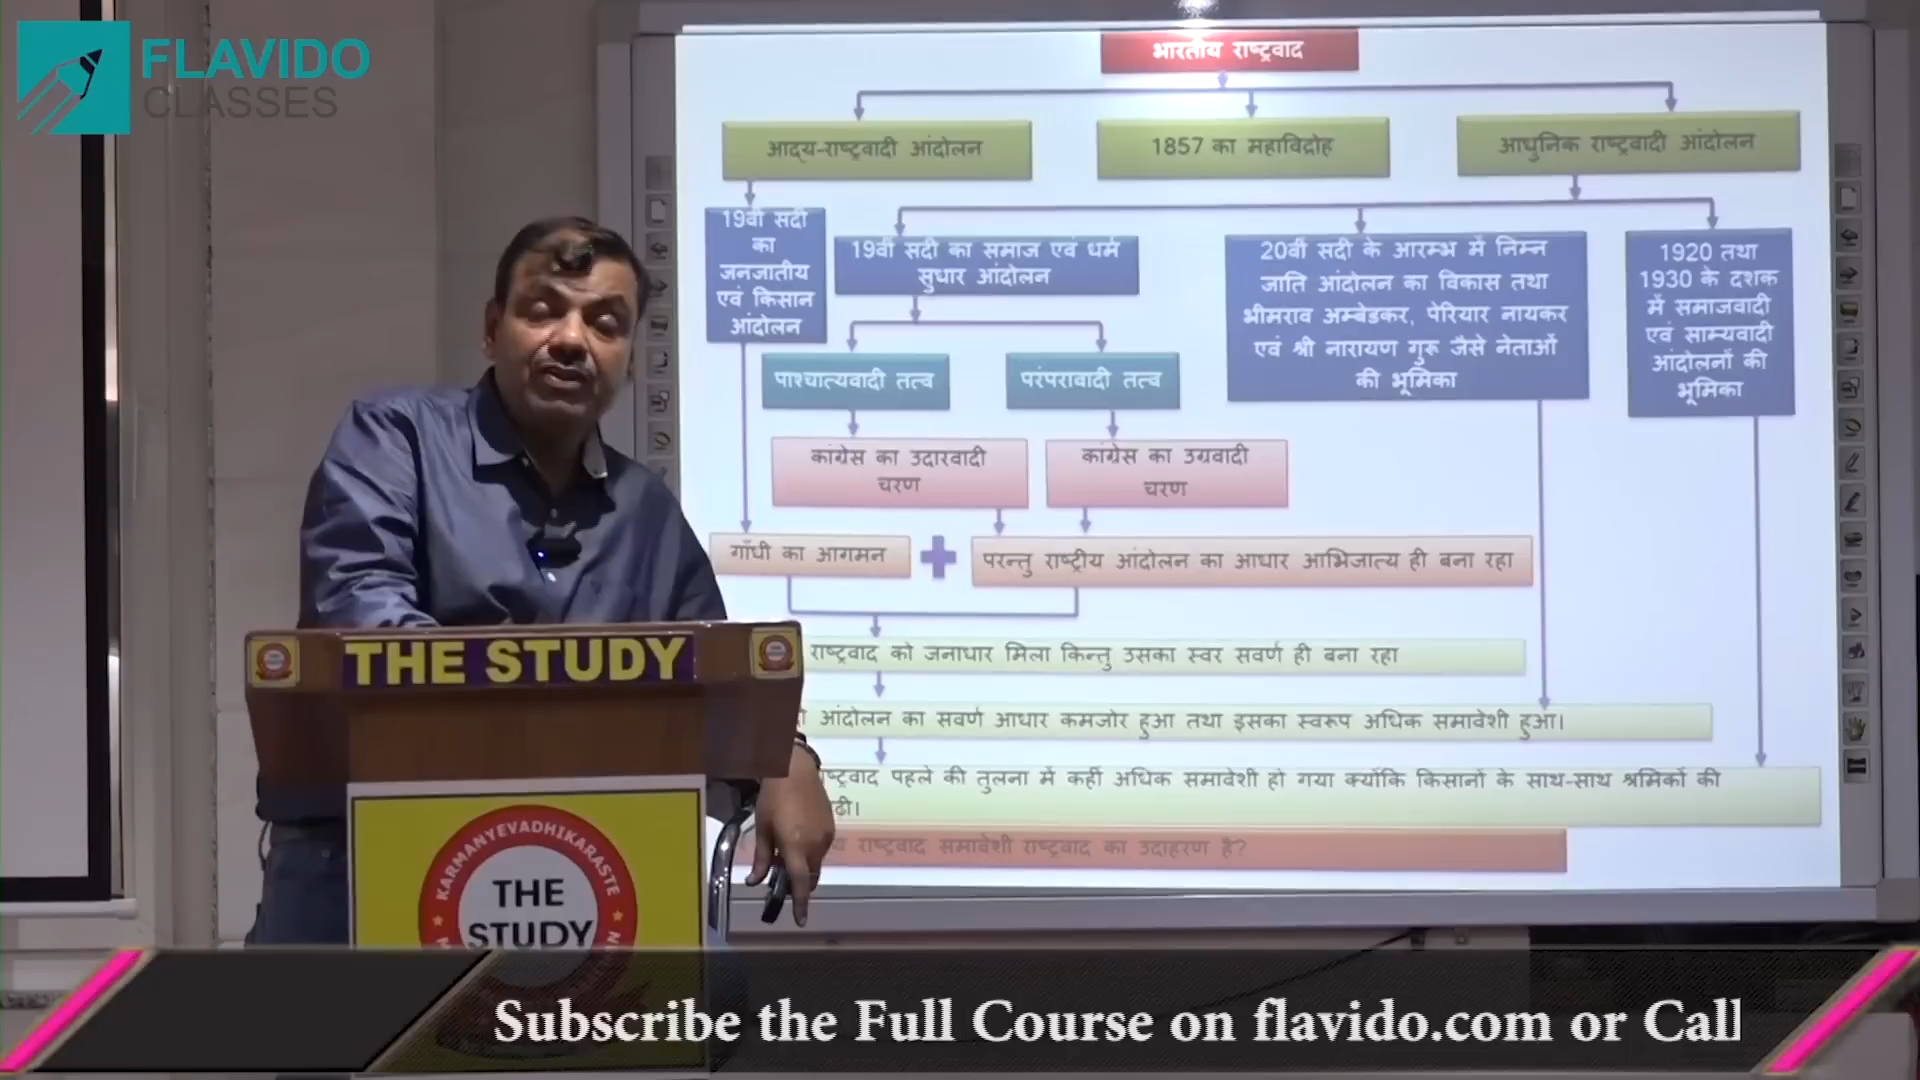 FLAVIDO
CLASSES
भारतीय राष्ट्रवाद
आद्य-राष्ट्रवादी आंदोलन
1857 का महाविद्रोह
आधुनिक राष्ट्रवादी आंदोलन
19वीं सदी
का
जनजातीय
एवं किसान
आंदोलन
19वीं सदी का समाज एवं धर्म
सुधार आंदोलन
20वीं सदी के आरम्भ में निम्न
जाति आंदोलन का विकास तथा
भीमराव अम्बेडकर, पेरियार नायकर
एवं श्री नारायण गुरू जैसे नेताओं
की भूमिका
1920 तथा
1930 के दशक
में समाजवादी
एवं साम्यवादी
आंदोलनों की
भूमिका
पाश्चात्यवादी तत्व
परंपरावादी तत्व
कांग्रेस का उदारवादी
चरण
कांग्रेस का उग्रवादी
चरण
गाँधी का आगमन
परन्तु राष्ट्रीय आंदोलन का आधार आभिजात्य ही बना रहा
राष्ट्रवाद को जनाधार मिला किन्तु उसका स्वर सवर्ण ही बना रहा
आंदोलन का सवर्ण आधार कमजोर हुआ तथा इसका स्वरूप अधिक समावेशी हुआ।
पहले की तुलना में कहीं अधिक समावेशी हो गया क्योंकि किसानों के साथ-साथ श्रमिकों की
राष्ट्रवाद समावेशी राष्ट्रवाद का उदाहरण है?
THE STUDY
KARMANYEVADHIKARASTE
THE
STUDY
Subscribe the Full Course on flavido.com or Call